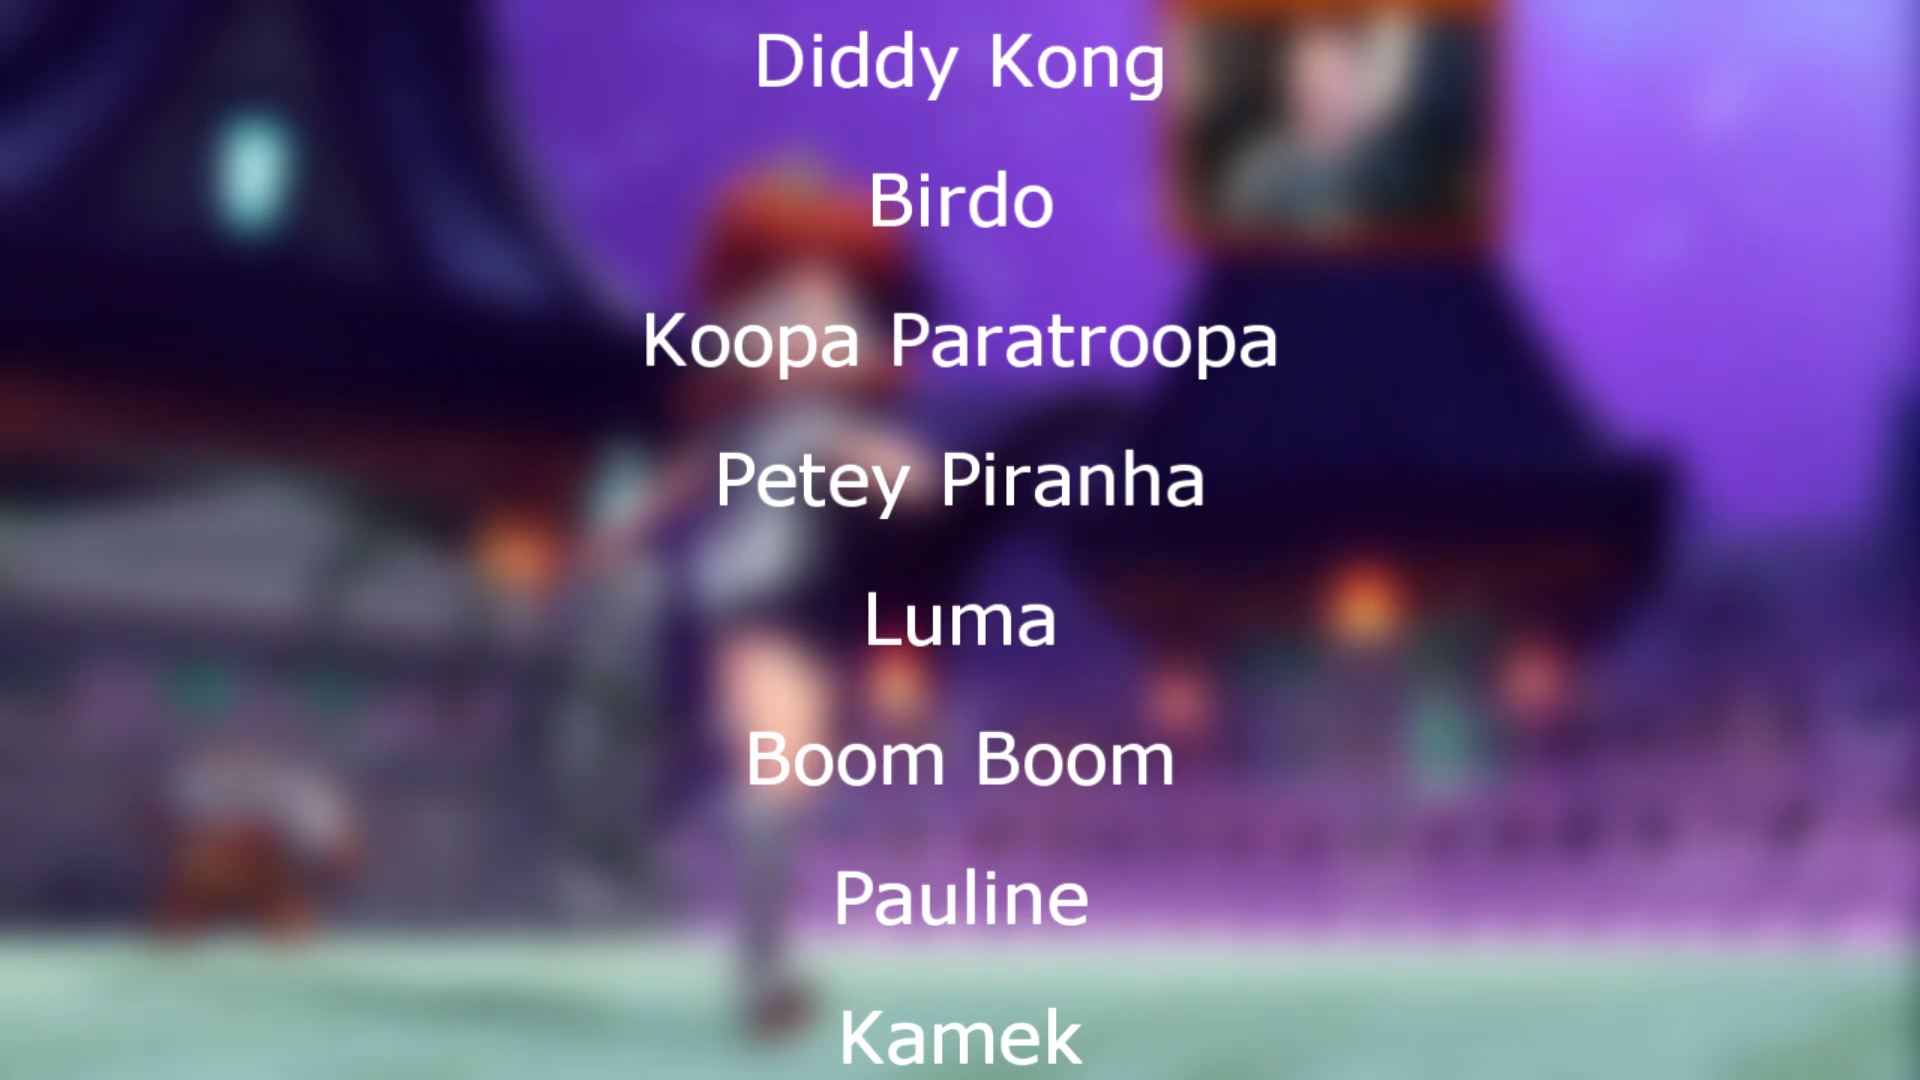 Diddy Kong
Birdo
Koopa Paratroopa
Petey Piranha
Luma
Boom Boom
Pauline
Kamek